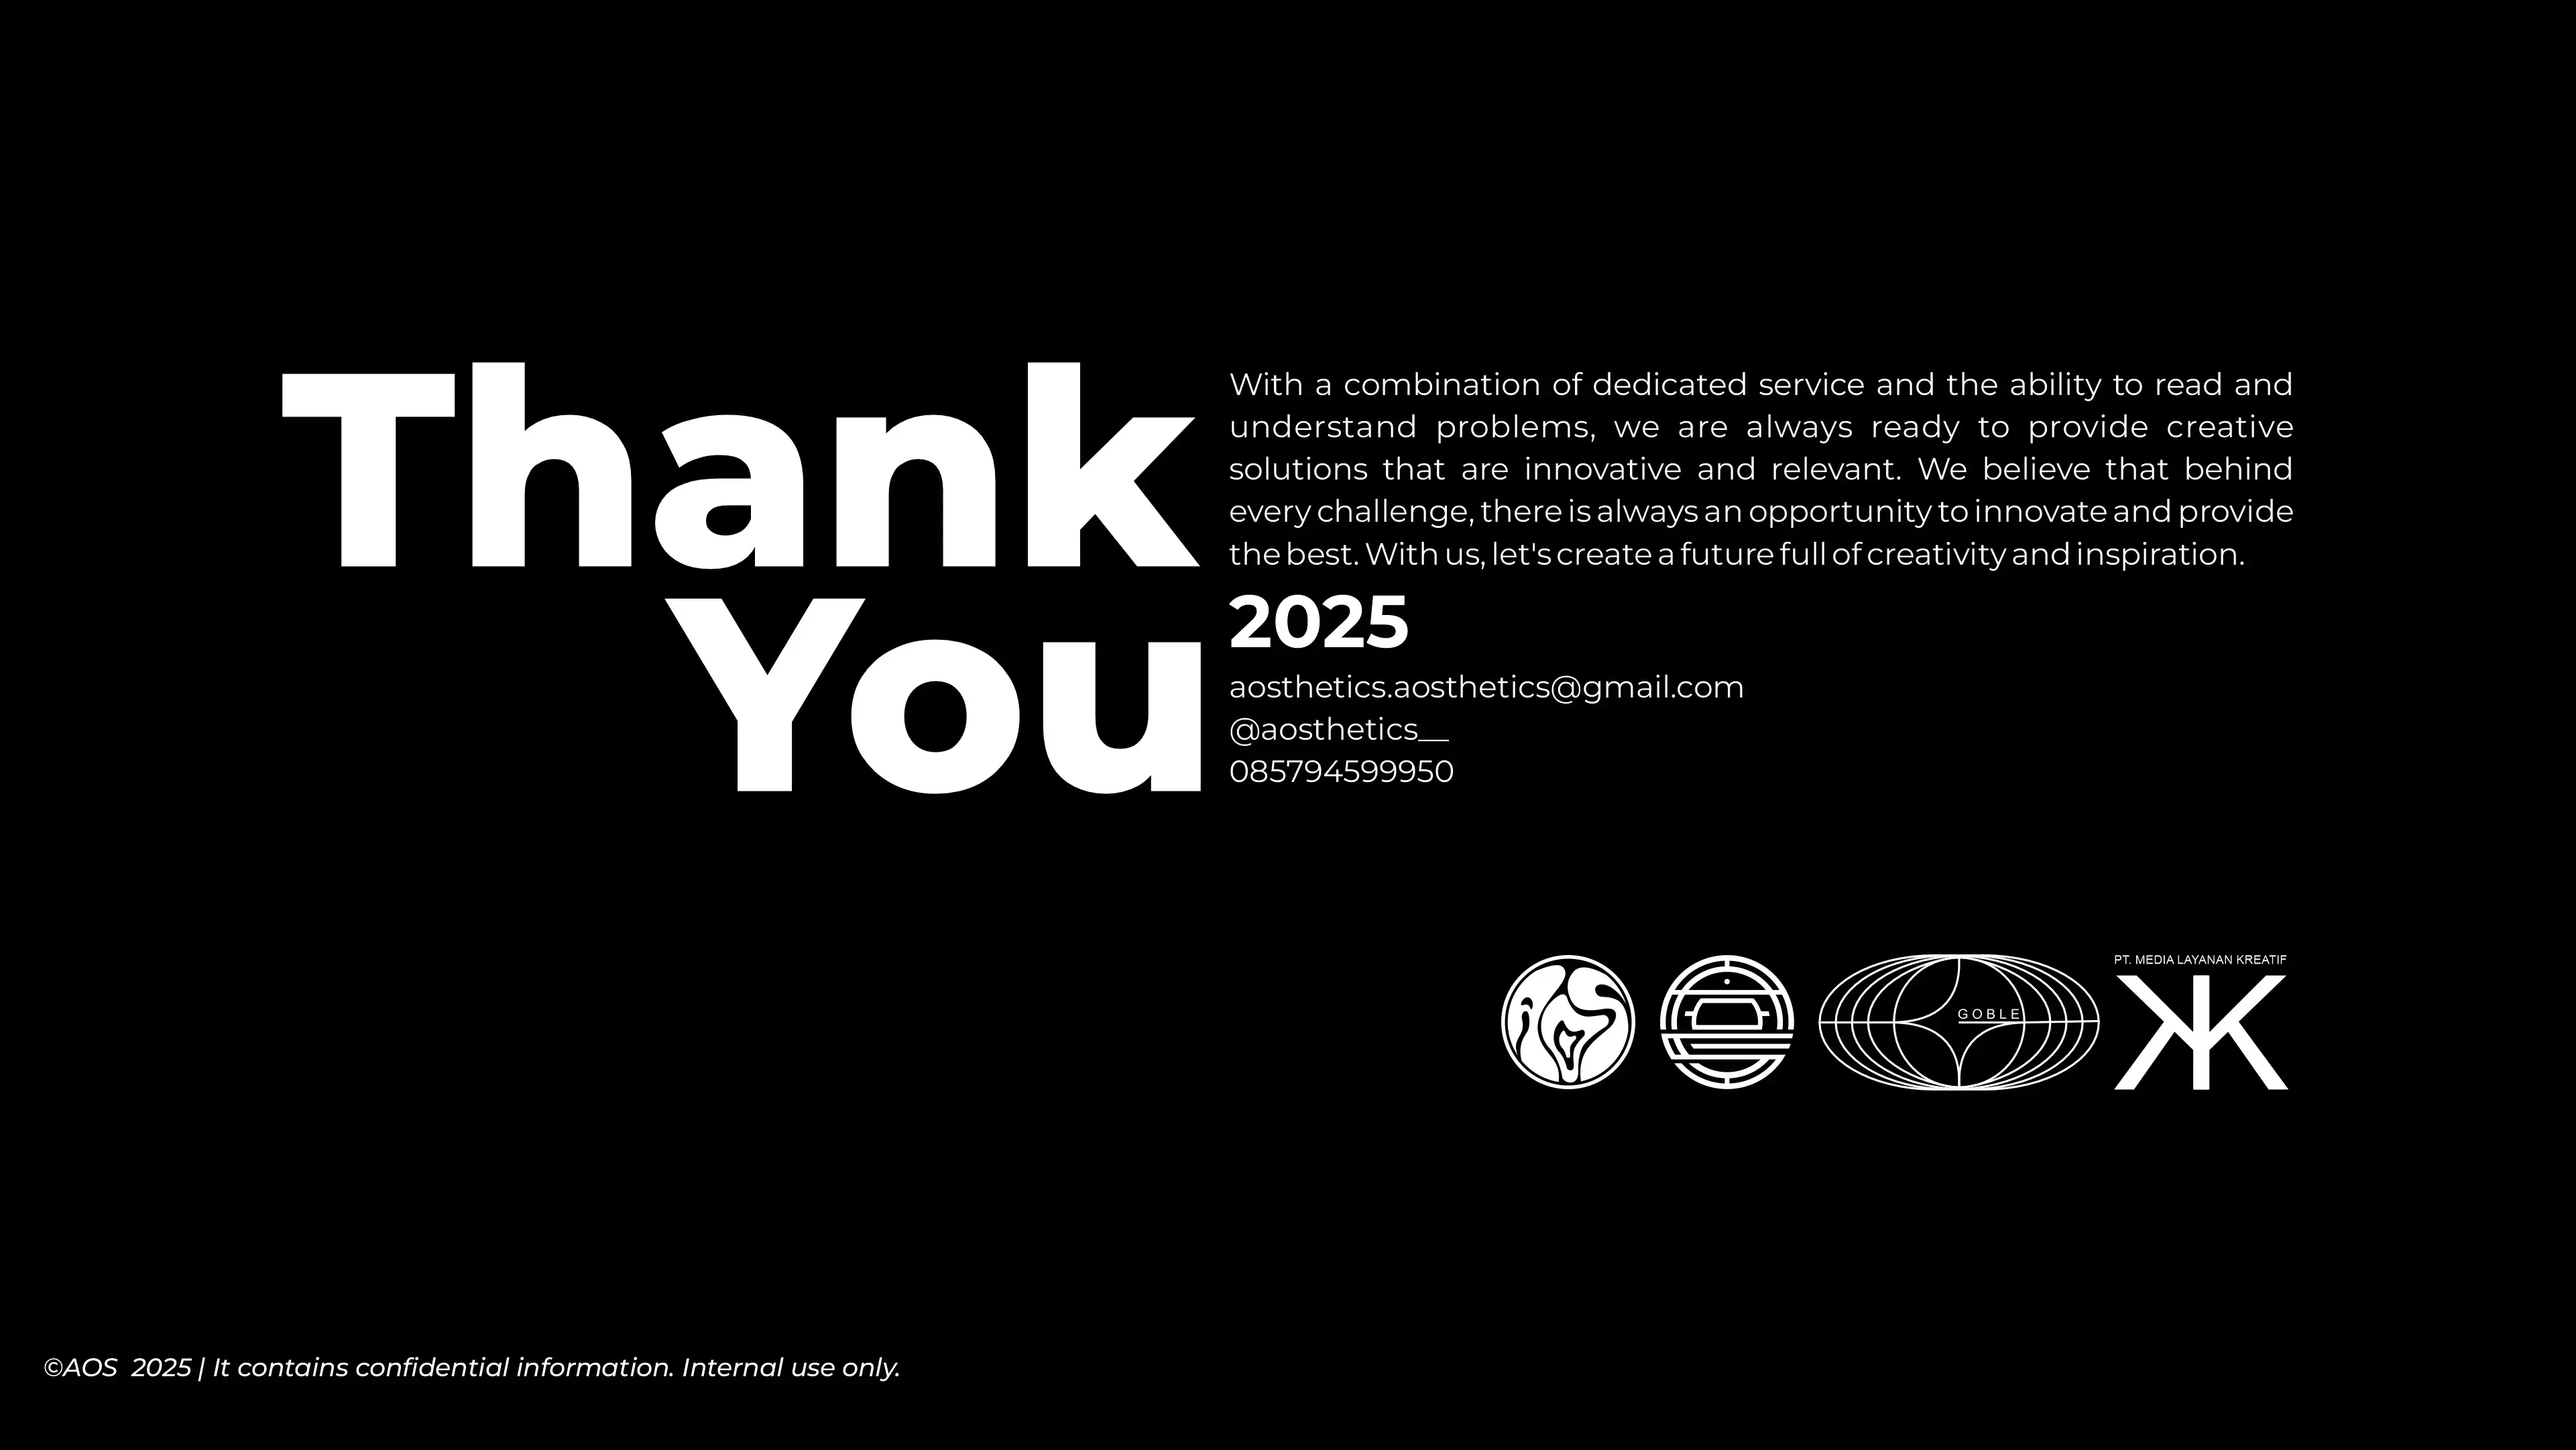 Thank
You
With a combination of dedicated service and the ability to read and
understand problems, we are always ready to provide creative
solutions that are innovative and relevant. We believe that behind
every challenge, there is always an opportunity to innovate and provide
the best. With us, let's create a future full of creativity and inspiration.
2025
aosthetics.aosthetics@gmail.com
@aosthetics__
085794599950
GOBLE
PT. MEDIA LAYANAN KREATIF
©AOS  2025 | It contains confidential information. Internal use only.